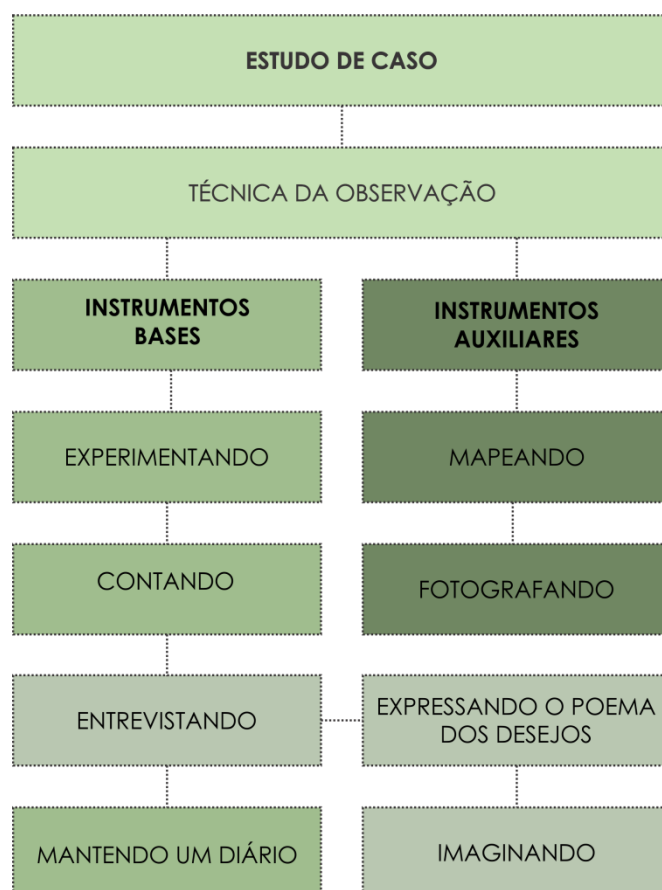 ESTUDO DE CASO
TÉCNICA DA OBSERVAÇÃO
INSTRUMENTOS
BASES
INSTRUMENTOS
AUXILIARES
EXPERIMENTANDO
MAPEANDO
CONTANDO
FOTOGRAFANDO
ENTREVISTANDO
EXPRESSANDO O POEMA
DOS DESEJOS
MANTENDO UM DIÁRIO
IMAGINANDO